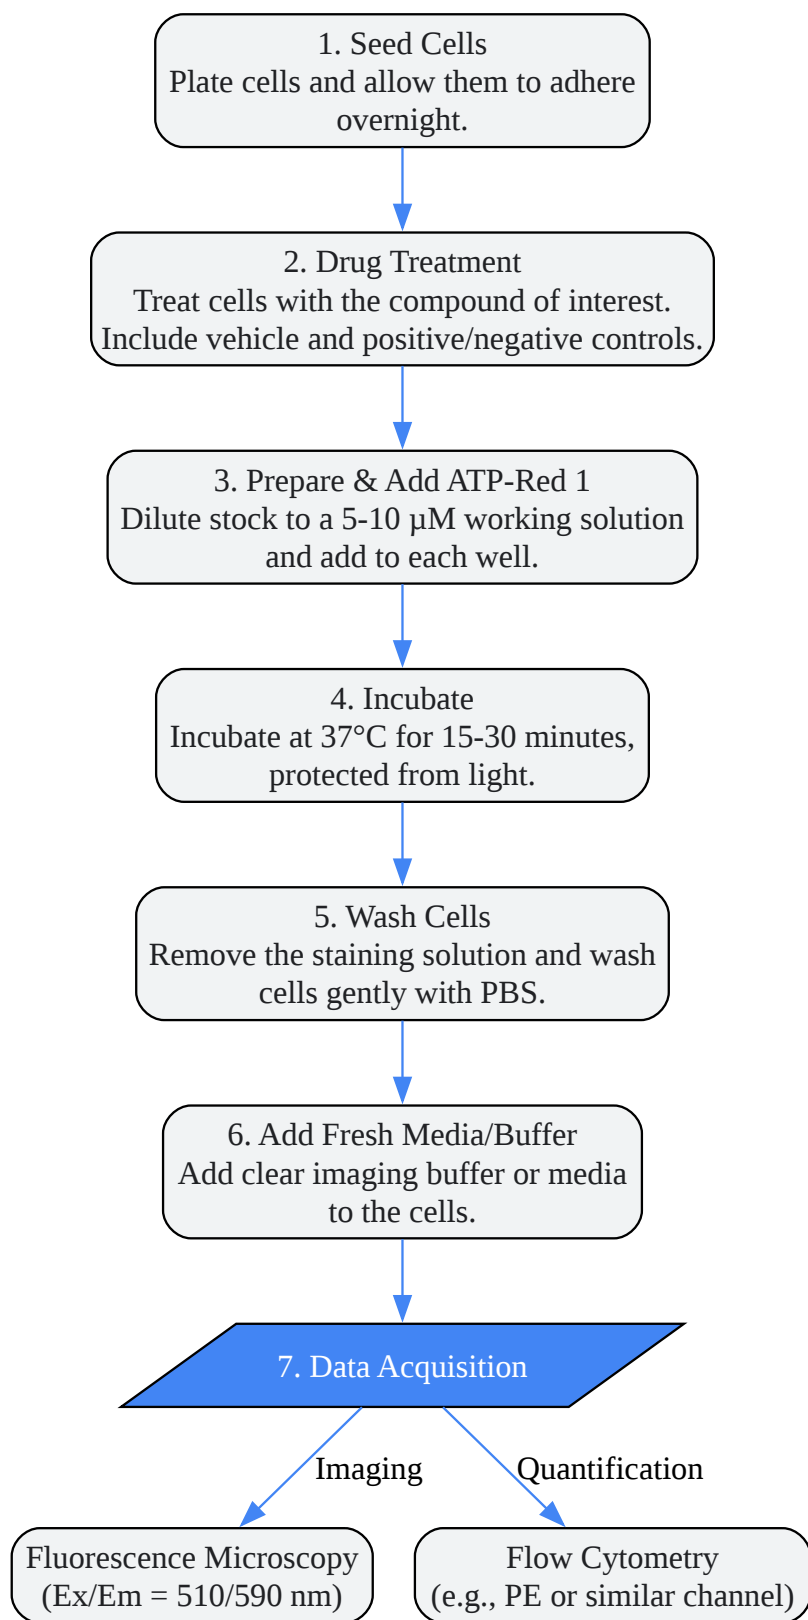 1. Seed Cells
Plate cells and allow them to adhere
overnight.
2. Drug Treatment
Treat cells with the compound of interest.
Include vehicle and positive/negative controls.
3. Prepare & Add ATP-Red 1
Dilute stock to a 5-10 µM working solution
and add to each well.
4. Incubate
Incubate at 37°C for 15-30 minutes,
protected from light.
5. Wash Cells
Remove the staining solution and wash
cells gently with PBS.
6. Add Fresh Media/Buffer
Add clear imaging buffer or media
to the cells.
7. Data Acquisition
Imaging
Quantification
Fluorescence Microscopy
(Ex/Em = 510/590 nm)
Flow Cytometry
(e.g., PE or similar channel)